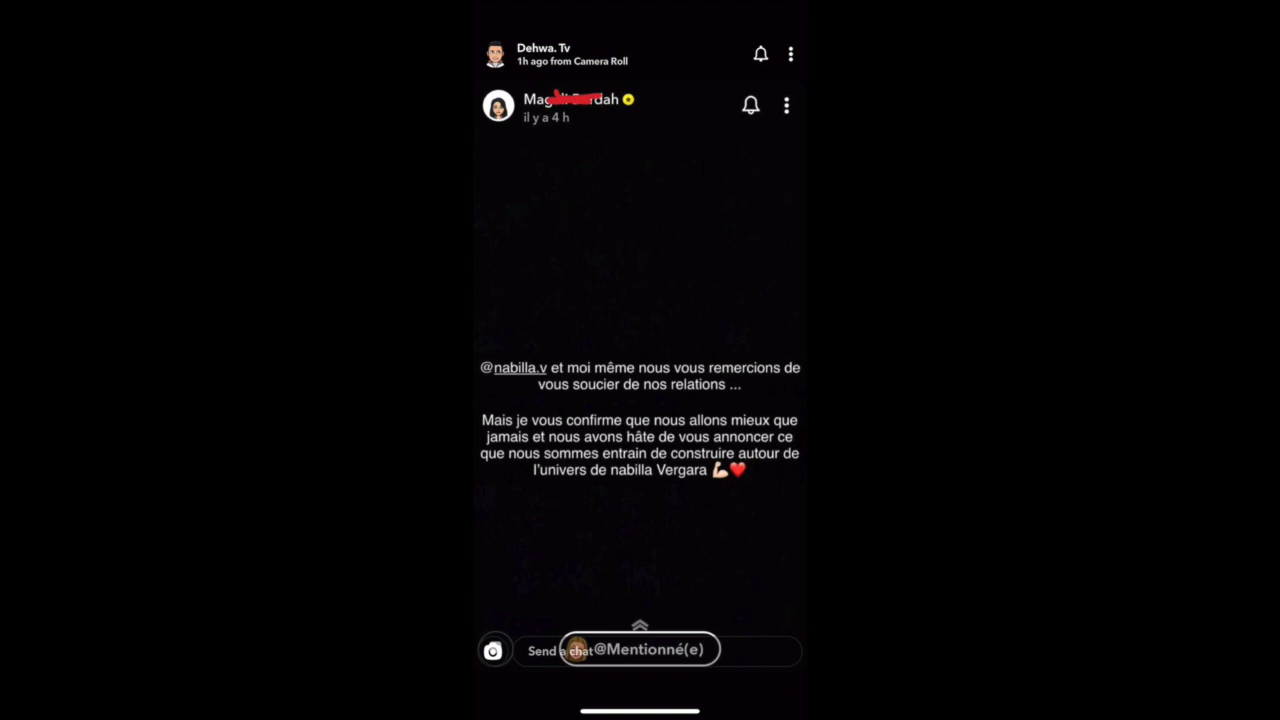 Dehwa. Tv
1h ago from Camera Roll
il y a 4 h
@nabilla.v et moi même nous vous remercions de
vous soucier de nos relations ...
Mais je vous confirme que nous allons mieux que
jamais et nous avons hâte de vous annoncer ce
que nous sommes entrain de construire autour de
l'univers de nabilla Vergara 💪🏻❤️
Send a chat
@Mentionné(e)